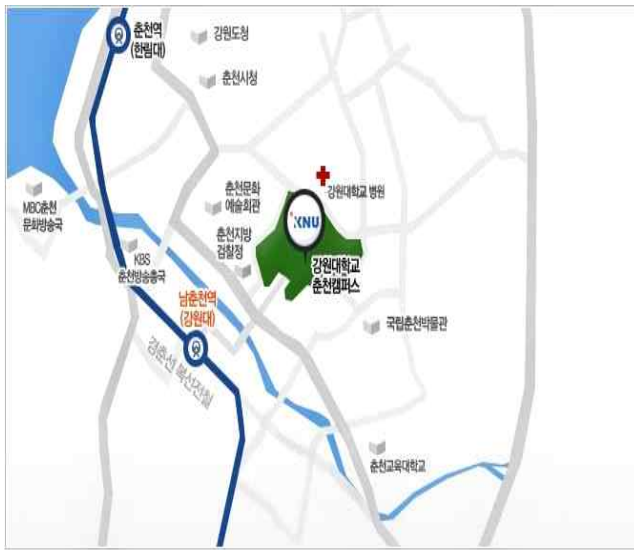 춘천역
(한림대)
강원도청
춘천시청
MBC춘천
문화방송국
KBS
춘천방송총국
춘천문화
예술회관
춘천지방
검찰청
강원대학교 병원
KNU
강원대학교
춘천캠퍼스
남춘천역
(강원대)
경춘선 복선전철
국립춘천박물관
춘천교육대학교